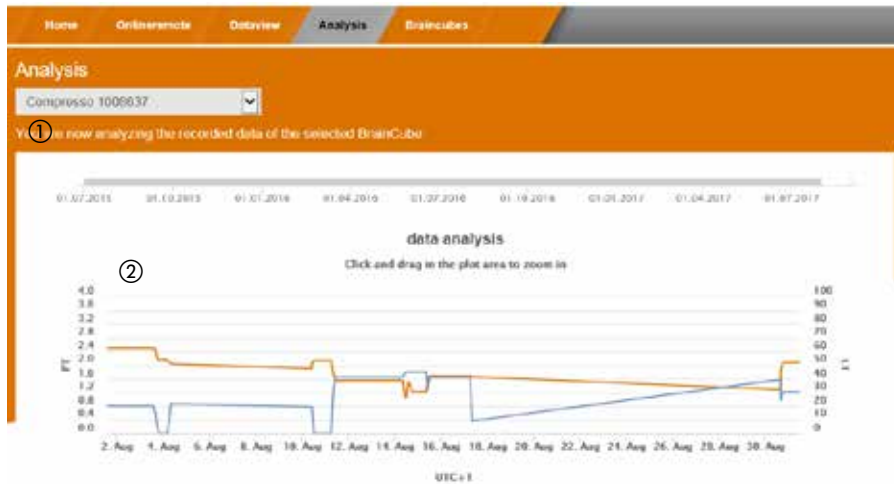 Home Onlineremote Dataview Analysis Braincubes
Analysis
Compresso 1006637
①
You are now analyzing the recorded data of the selected BrainCube
01.07.2015 01.10.2015 01.01.2016 01.04.2016 01.07.2016 01.10.2016 01.01.2017 01.04.2017 01.07.2017
data analysis
Click and drag in the plot area to zoom in
②
4.0 100
3.6 90
3.2 80
2.8 70
2.4 60
2.0 50
1.6 40
1.2 30
0.8 20
0.4 10
0.0 0
PT
LT
2. Aug 4. Aug 6. Aug 8. Aug 10. Aug 12. Aug 14. Aug 16. Aug 18. Aug 20. Aug 22. Aug 24. Aug 26. Aug 28. Aug 30. Aug
UTC+1